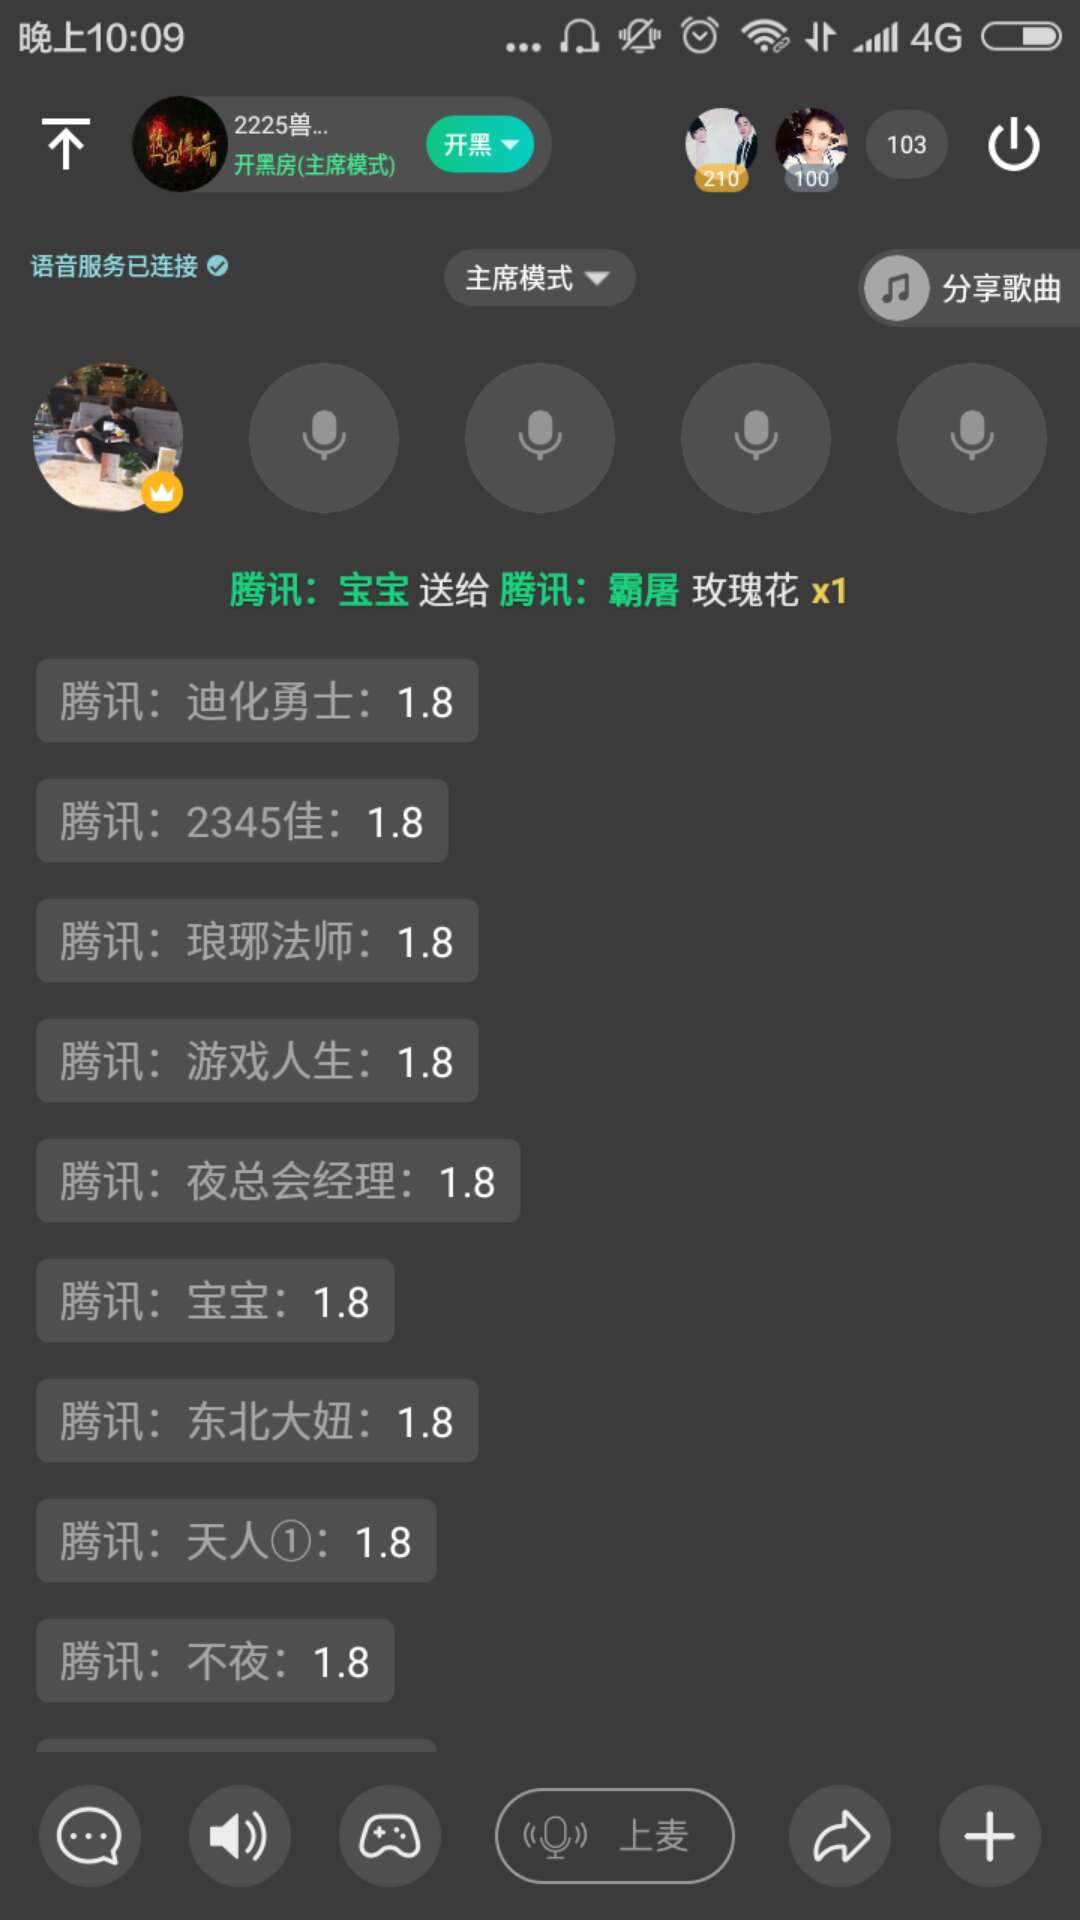 晚上10:09
4G
热血传奇
2225兽...
开黑房(主席模式)
开黑
210
100
103
语音服务已连接
主席模式
分享歌曲
腾讯：宝宝 送给 腾讯：霸屠 玫瑰花 x1
腾讯：迪化勇士：1.8
腾讯：2345佳：1.8
腾讯：琅琊法师：1.8
腾讯：游戏人生：1.8
腾讯：夜总会经理：1.8
腾讯：宝宝：1.8
腾讯：东北大妞：1.8
腾讯：天人①：1.8
腾讯：不夜：1.8
上麦